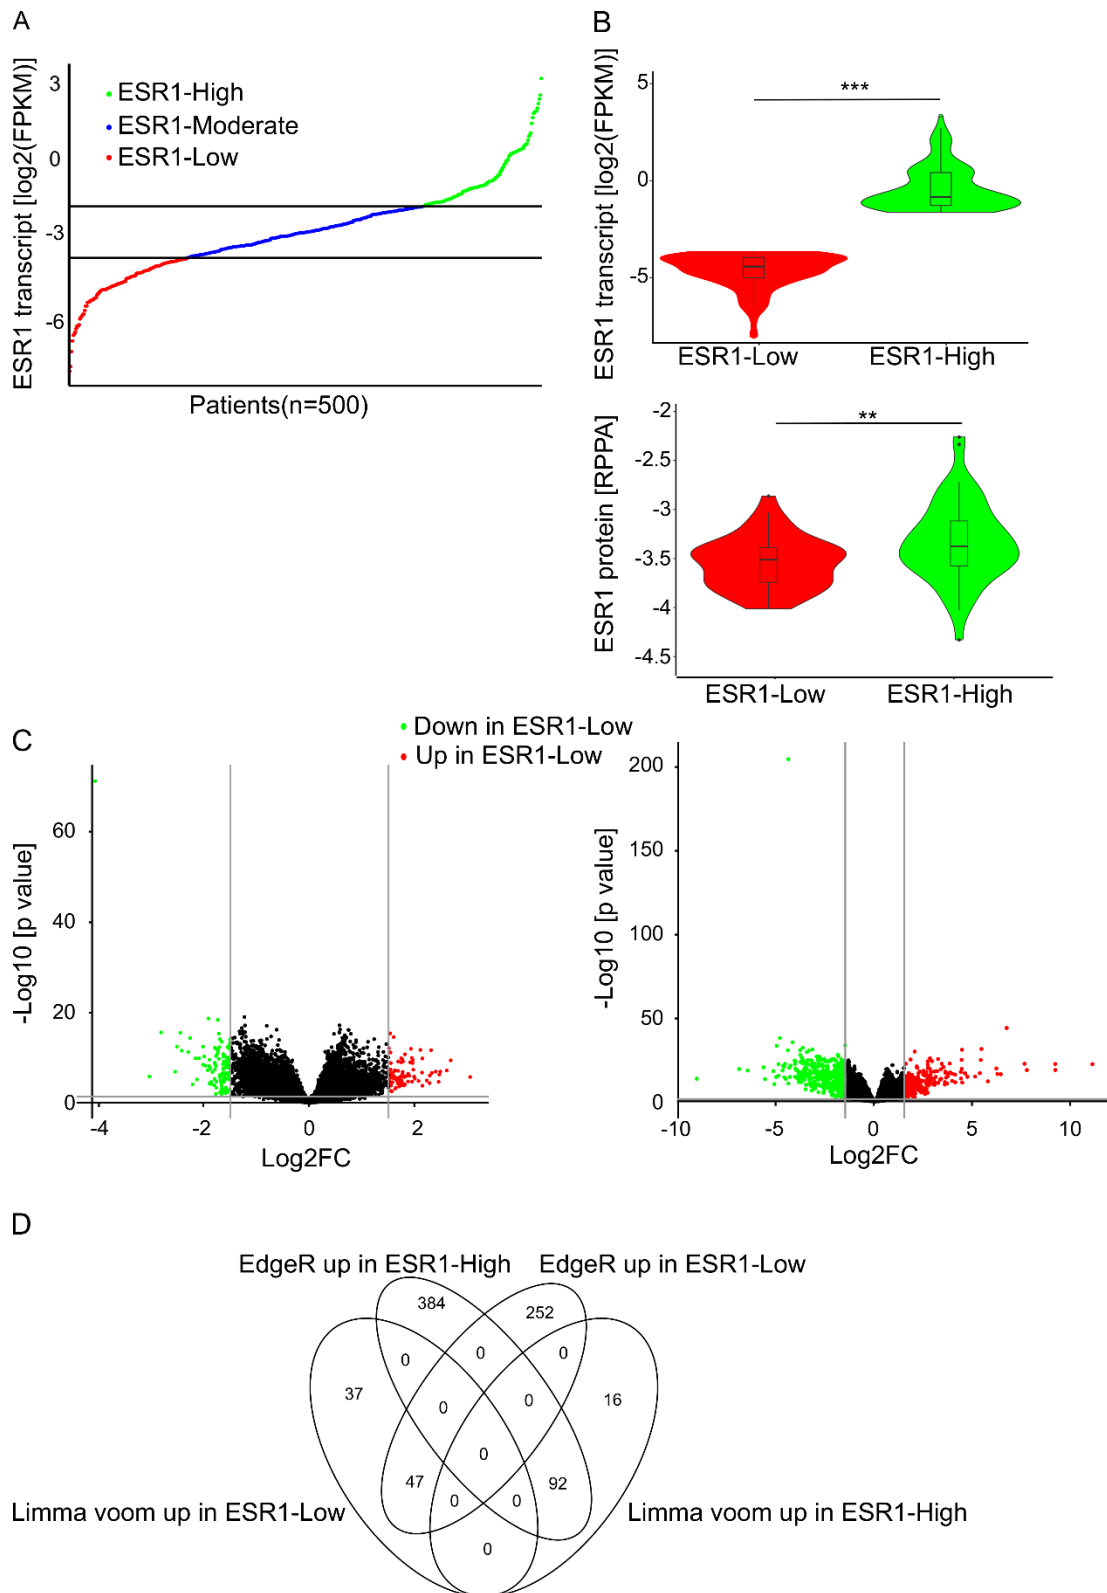 A
ESR1 transcript [log2(FPKM)]
3
0
-3
-6
ESR1-High
ESR1-Moderate
ESR1-Low
Patients(n=500)
B
ESR1 transcript [log2(FPKM)]
5
0
-5
***
ESR1-Low
ESR1-High
ESR1 protein [RPPA]
-2
-2.5
-3
-3.5
-4
-4.5
**
ESR1-Low
ESR1-High
C
Down in ESR1-Low
Up in ESR1-Low
-Log10 [p value]
60
40
20
0
-4
-2
0
2
Log2FC
-Log10 [p value]
200
150
100
50
0
-10
-5
0
5
10
Log2FC
D
EdgeR up in ESR1-High
EdgeR up in ESR1-Low
384
252
0
0
0
37
0
0
16
0
47
92
0
0
0
Limma voom up in ESR1-Low
Limma voom up in ESR1-High